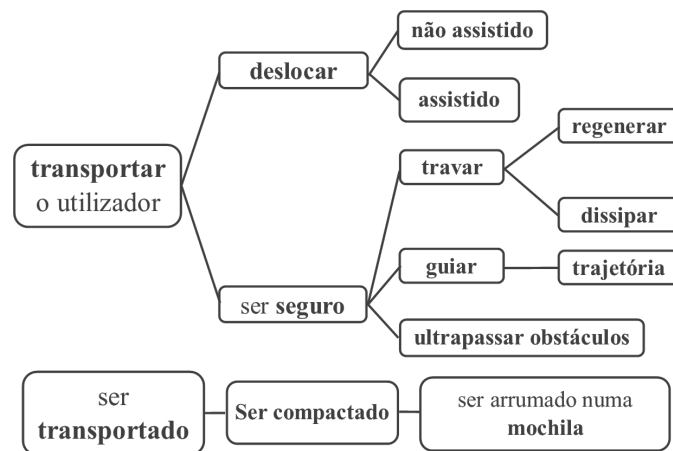 não assistido
deslocar
assistido
regenerar
transportar
o utilizador
travar
dissipar
guiar
trajetória
ser seguro
ultrapassar obstáculos
ser
transportado
Ser compactado
ser arrumado numa
mochila